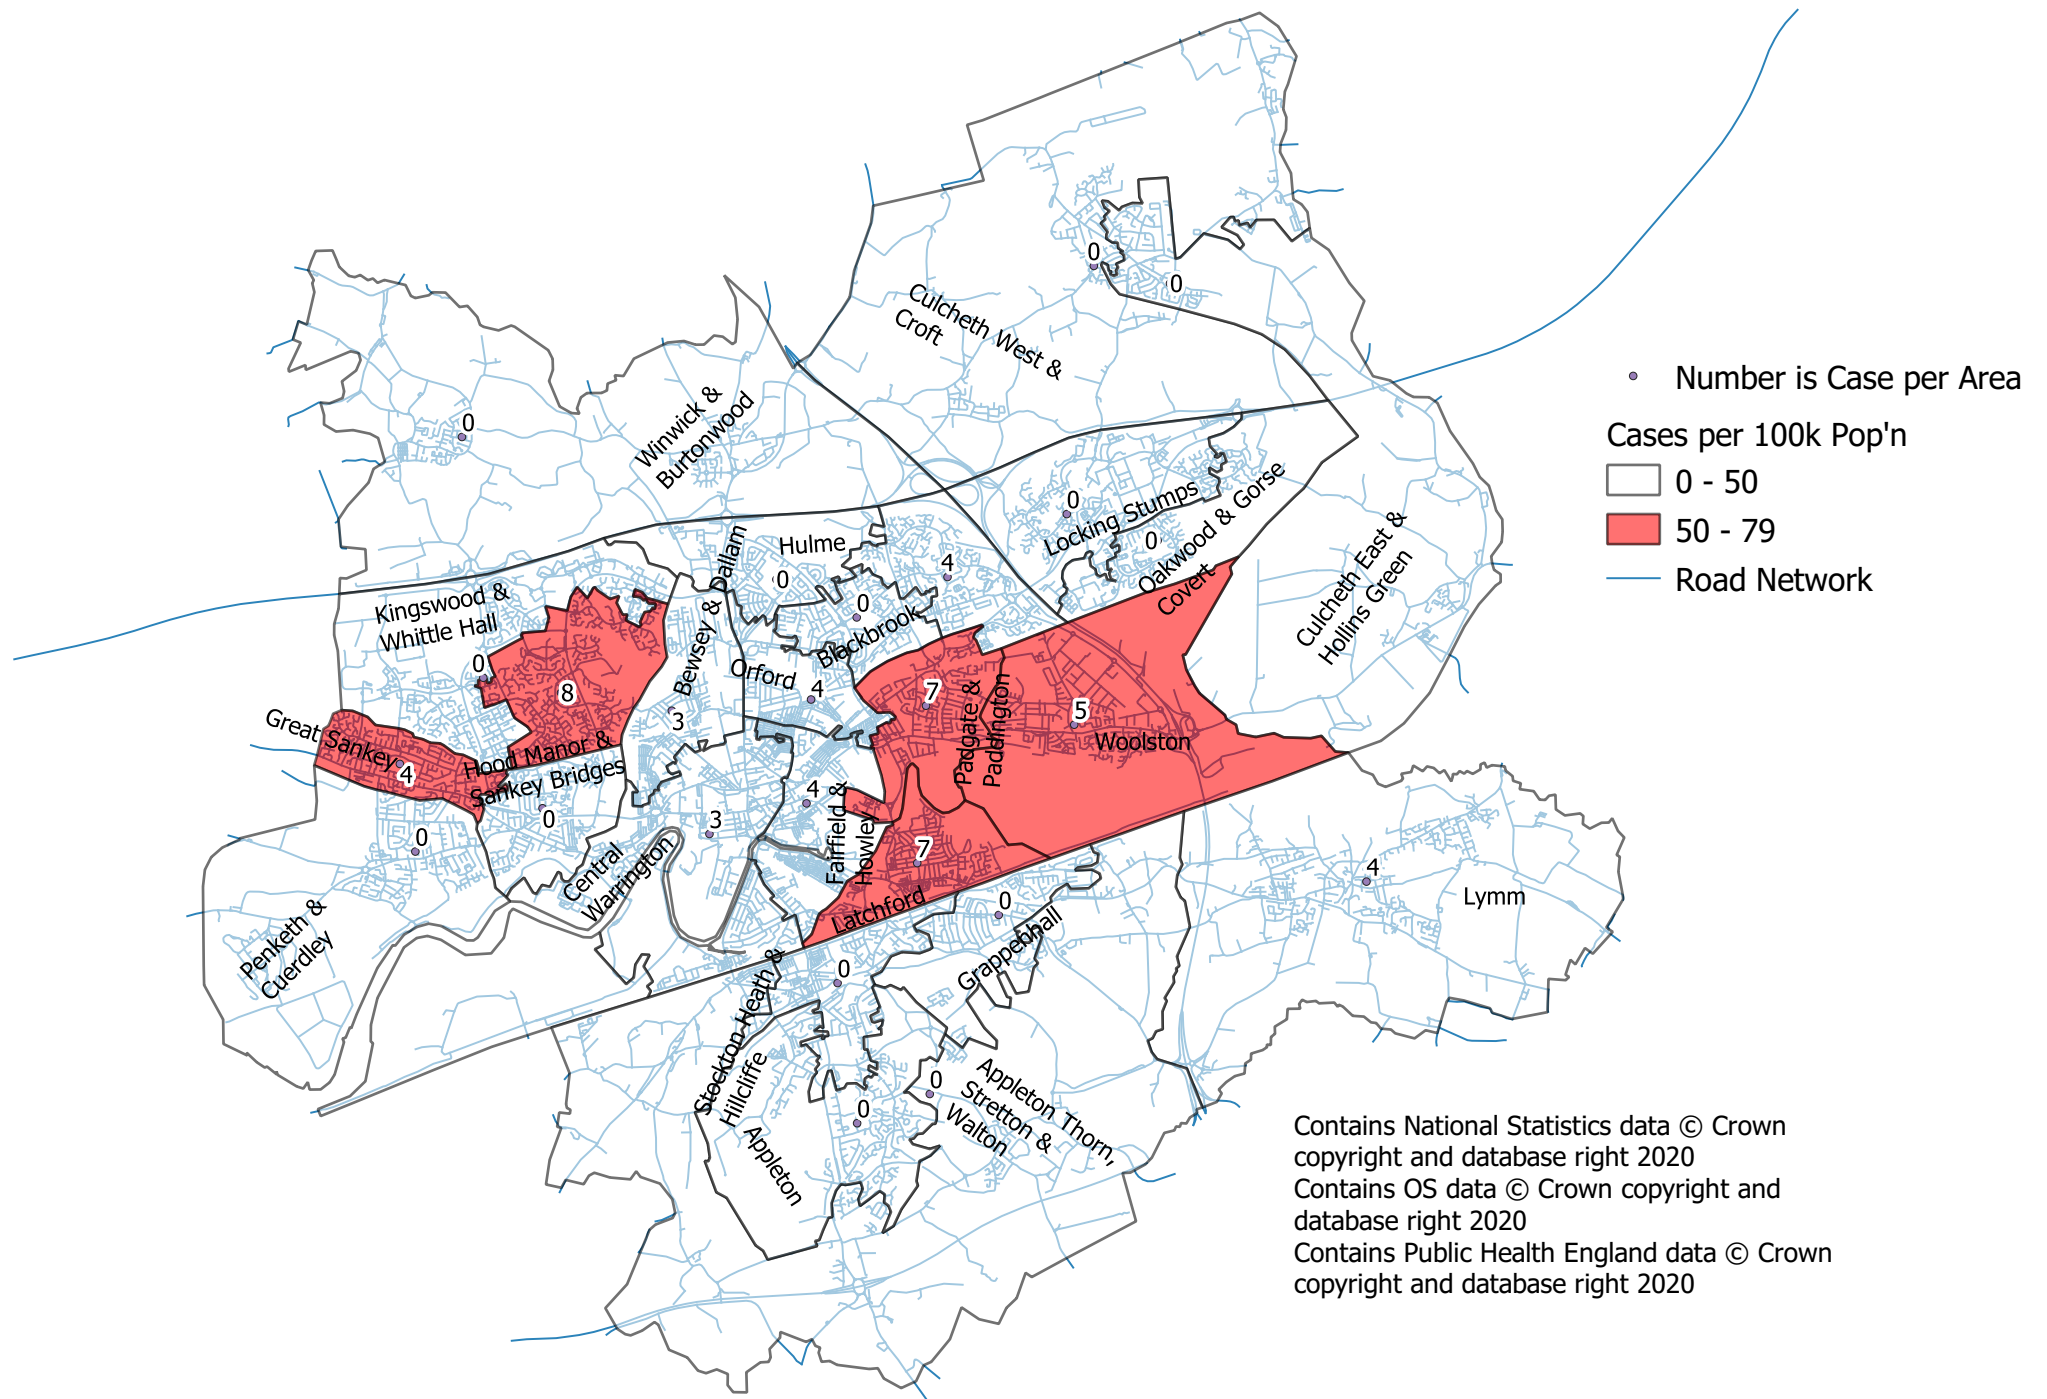 0
0
Culcheth West &
Croft
Number is Case per Area
Cases per 100k Pop'n
0 - 50
50 - 79
Road Network
0
Winwick &
Burtonwood
0
Locking Stumps
0
Oakwood & Gorse
Covert
Culcheth East &
Hollins Green
Hulme
0
4
0
Blackbrook
Bewsey & Dallam
3
Orford
4
Kingswood &
Whittle Hall
0
8
Great Sankey
4
Hood Manor &
Sankey Bridges
0
7
Padgate &
Paddington
5
Woolston
0
3
4
Fairfield &
Howley
Central
Warrington
7
Latchford
Penketh &
Cuerdley
4
Lymm
0
Grappenhall
0
Stockton Heath &
Hillcliffe
0
Appleton Thorn,
Stretton &
Walton
0
Appleton
Contains National Statistics data © Crown
copyright and database right 2020
Contains OS data © Crown copyright and
database right 2020
Contains Public Health England data © Crown
copyright and database right 2020